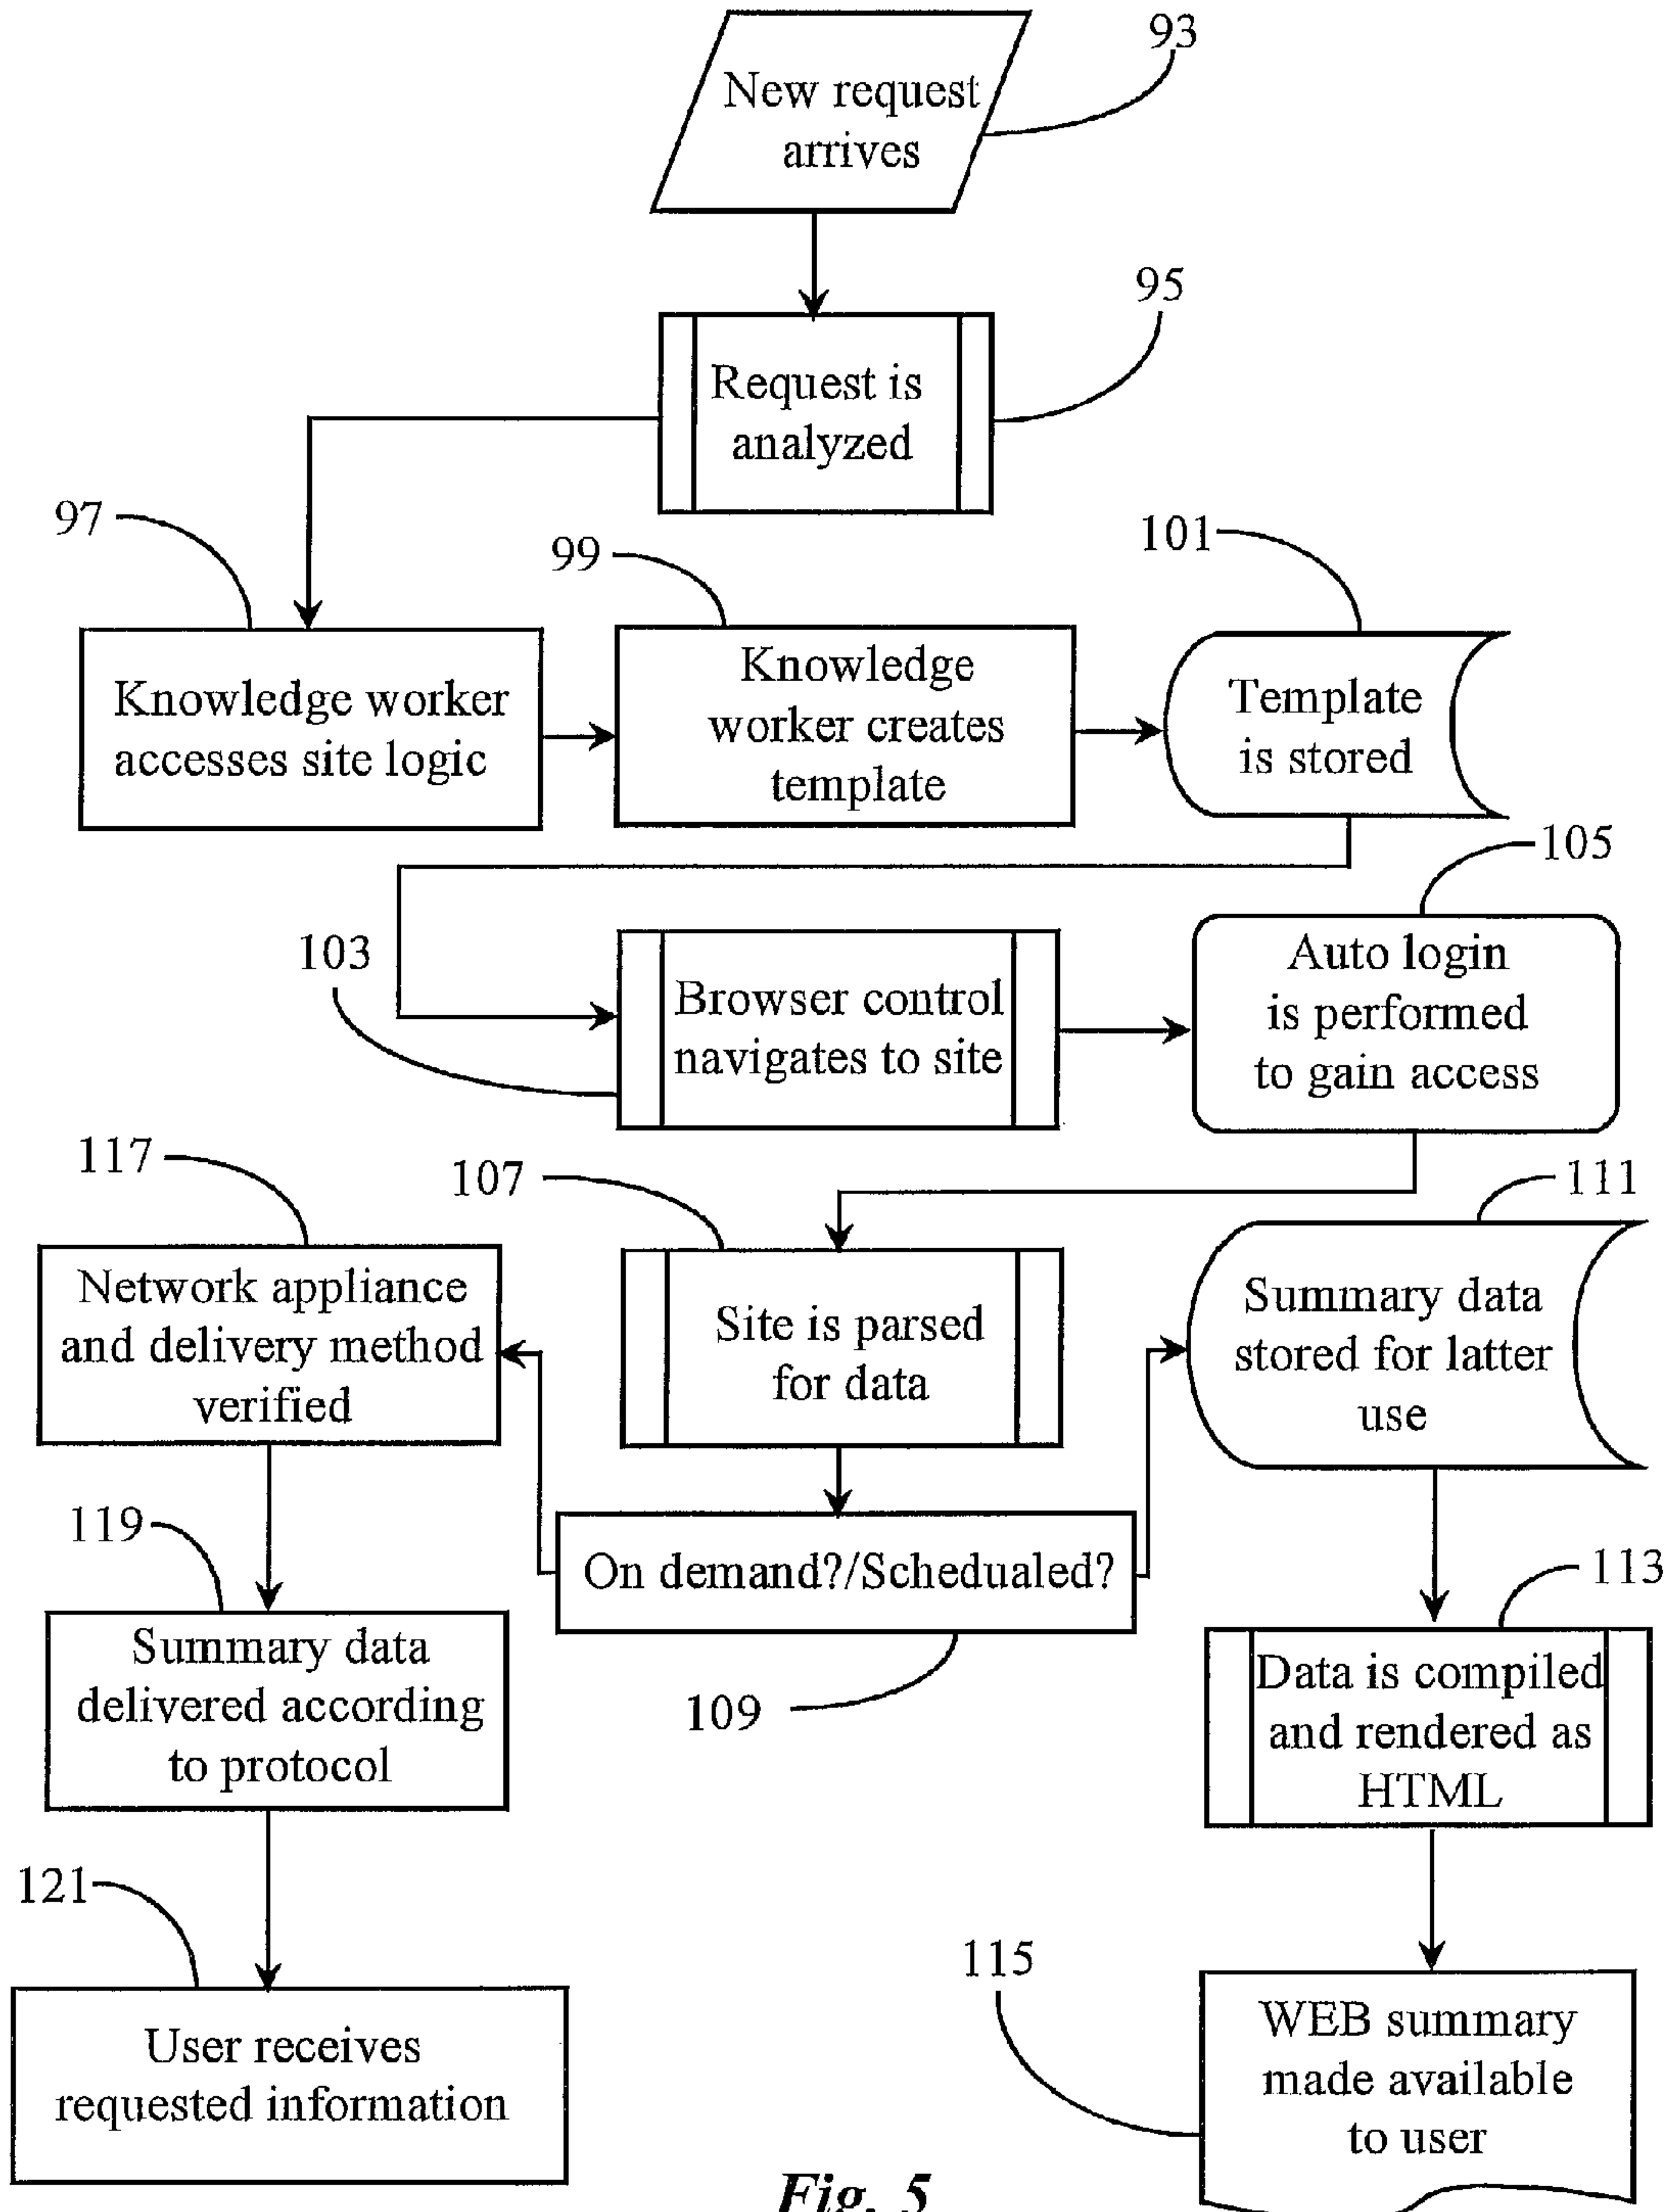 93
New request
arrives
95
Request is
analyzed
97
99
101
Knowledge worker
accesses site logic
Knowledge
worker creates
template
Template
is stored
105
103
Browser control
navigates to site
Auto login
is performed
to gain access
117
107
111
Network appliance
and delivery method
verified
Site is parsed
for data
Summary data
stored for latter
use
119
On demand?/Schedualed?
113
Summary data
delivered according
to protocol
109
Data is compiled
and rendered as
HTML
121
115
User receives
requested information
WEB summary
made available
to user
Fig. 5